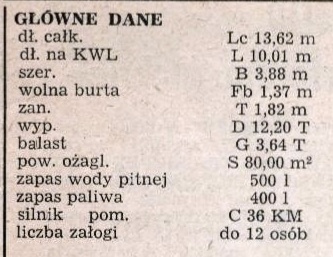 GŁÓWNE DANE
dł. całk. Lc 13,62 m
dł. na KWL L 10,01 m
szer. B 3,88 m
wolna burta Fb 1,37 m
zan. T 1,82 m
wyp. D 12,20 T
balast G 3,64 T
pow. ożagl. S 80,00 m²
zapas wody pitnej 500 l
zapas paliwa 400 l
silnik pom. C 36 KM
liczba załogi do 12 osób